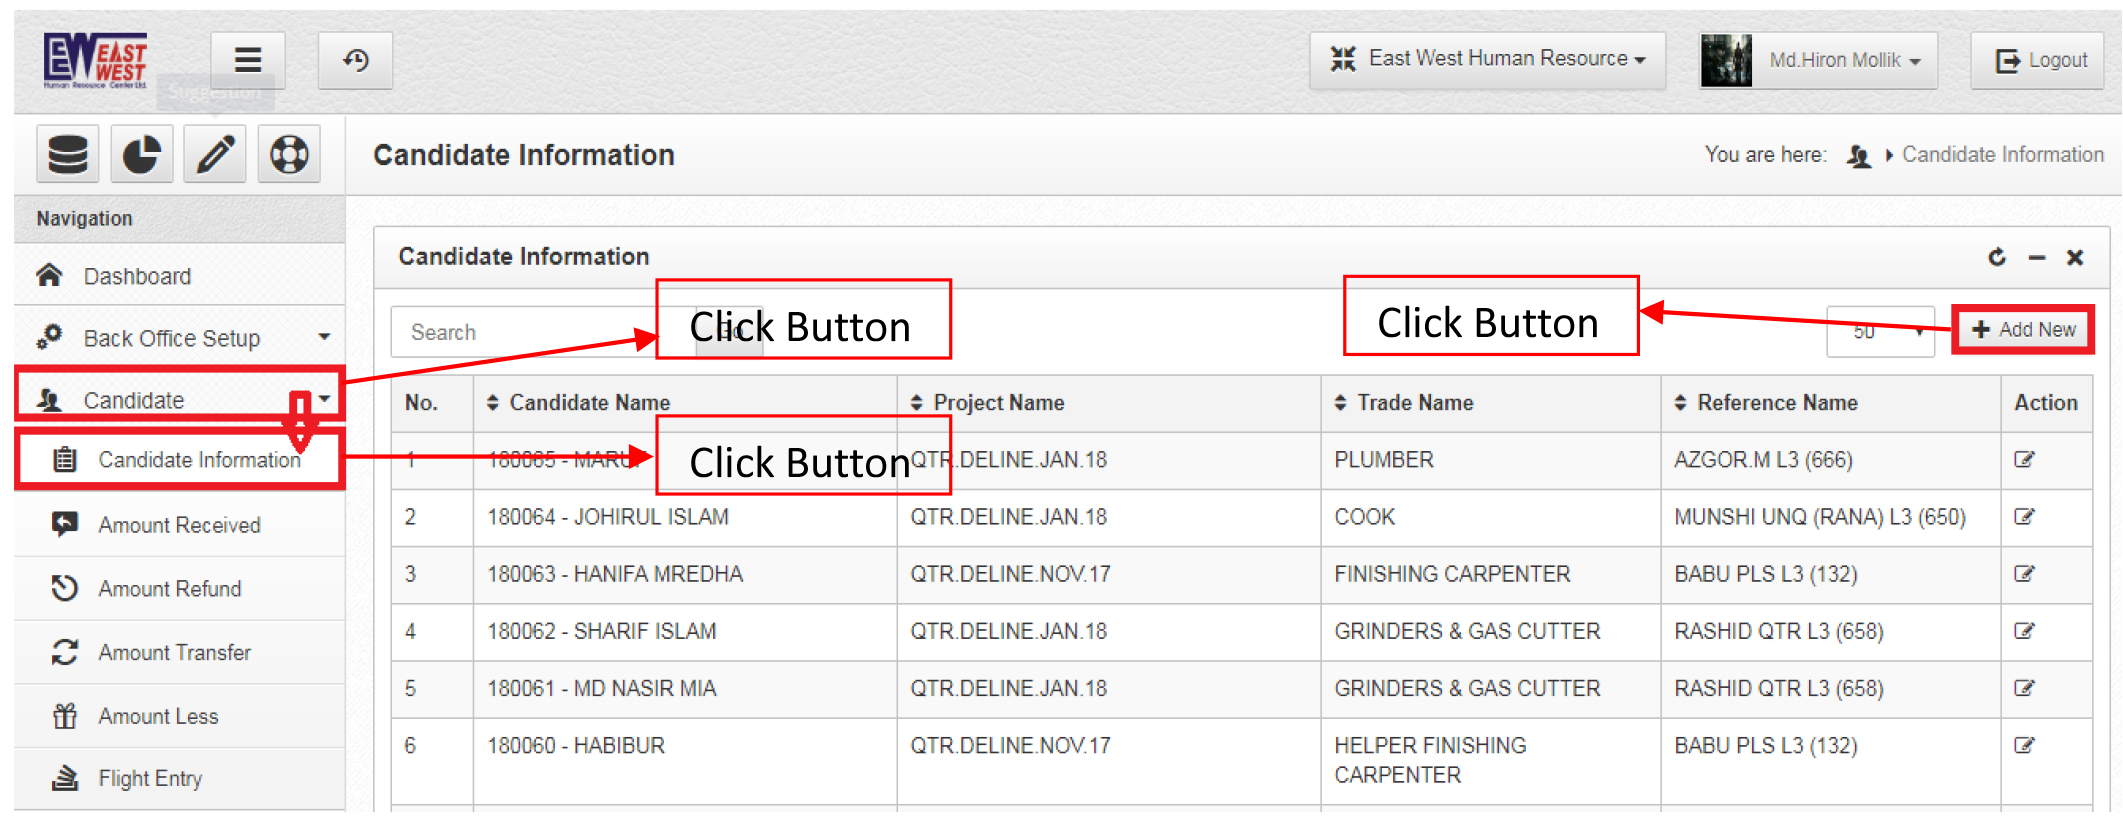 EW EAST
WEST
Human Resource Center Ltd.
Suggestion
East West Human Resource
Md.Hiron Mollik
Logout
Candidate Information
You are here: Candidate Information
Navigation
Dashboard
Back Office Setup
Candidate
Candidate Information
Amount Received
Amount Refund
Amount Transfer
Amount Less
Flight Entry
Candidate Information
Search
Go
Click Button
Click Button
50
Add New
No. Candidate Name Project Name Trade Name Reference Name Action
Click Button
1 180065 - QTR.DELINE.JAN.18 PLUMBER AZGOR.M L3 (666)
2 180064 - JOHIRUL ISLAM QTR.DELINE.JAN.18 COOK MUNSHI UNQ (RANA) L3 (650)
3 180063 - HANIFA MREDHA QTR.DELINE.NOV.17 FINISHING CARPENTER BABU PLS L3 (132)
4 180062 - SHARIF ISLAM QTR.DELINE.JAN.18 GRINDERS & GAS CUTTER RASHID QTR L3 (658)
5 180061 - MD NASIR MIA QTR.DELINE.JAN.18 GRINDERS & GAS CUTTER RASHID QTR L3 (658)
6 180060 - HABIBUR QTR.DELINE.NOV.17 HELPER FINISHING BABU PLS L3 (132)
CARPENTER